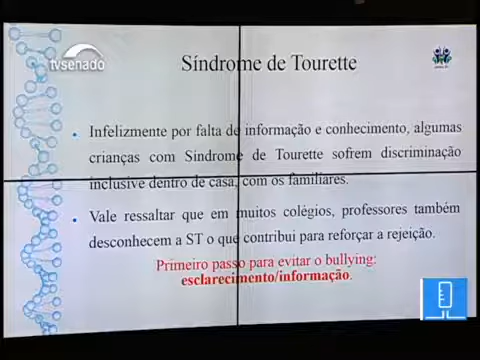 tvsenado
Síndrome de Tourette
• Infelizmente por falta de informação e conhecimento, algumas
crianças com Síndrome de Tourette sofrem discriminação
inclusive dentro de casa, com os familiares.
• Vale ressaltar que em muitos colégios, professores também
desconhecem a ST o que contribui para reforçar a rejeição.
Primeiro passo para evitar o bullying:
esclarecimento/informação.